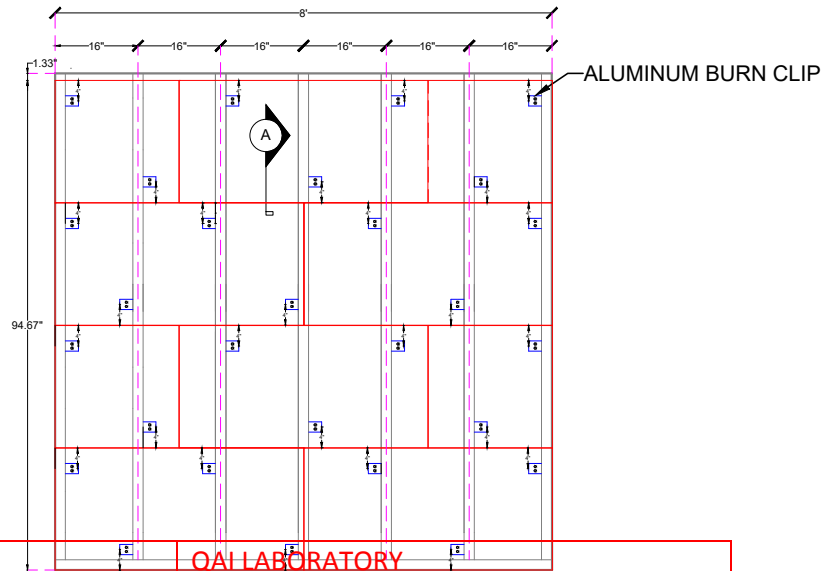 8'
16" 16" 16" 16" 16" 16"
1.33"
ALUMINUM BURN CLIP
A
94.67"
QAI LABORATORY